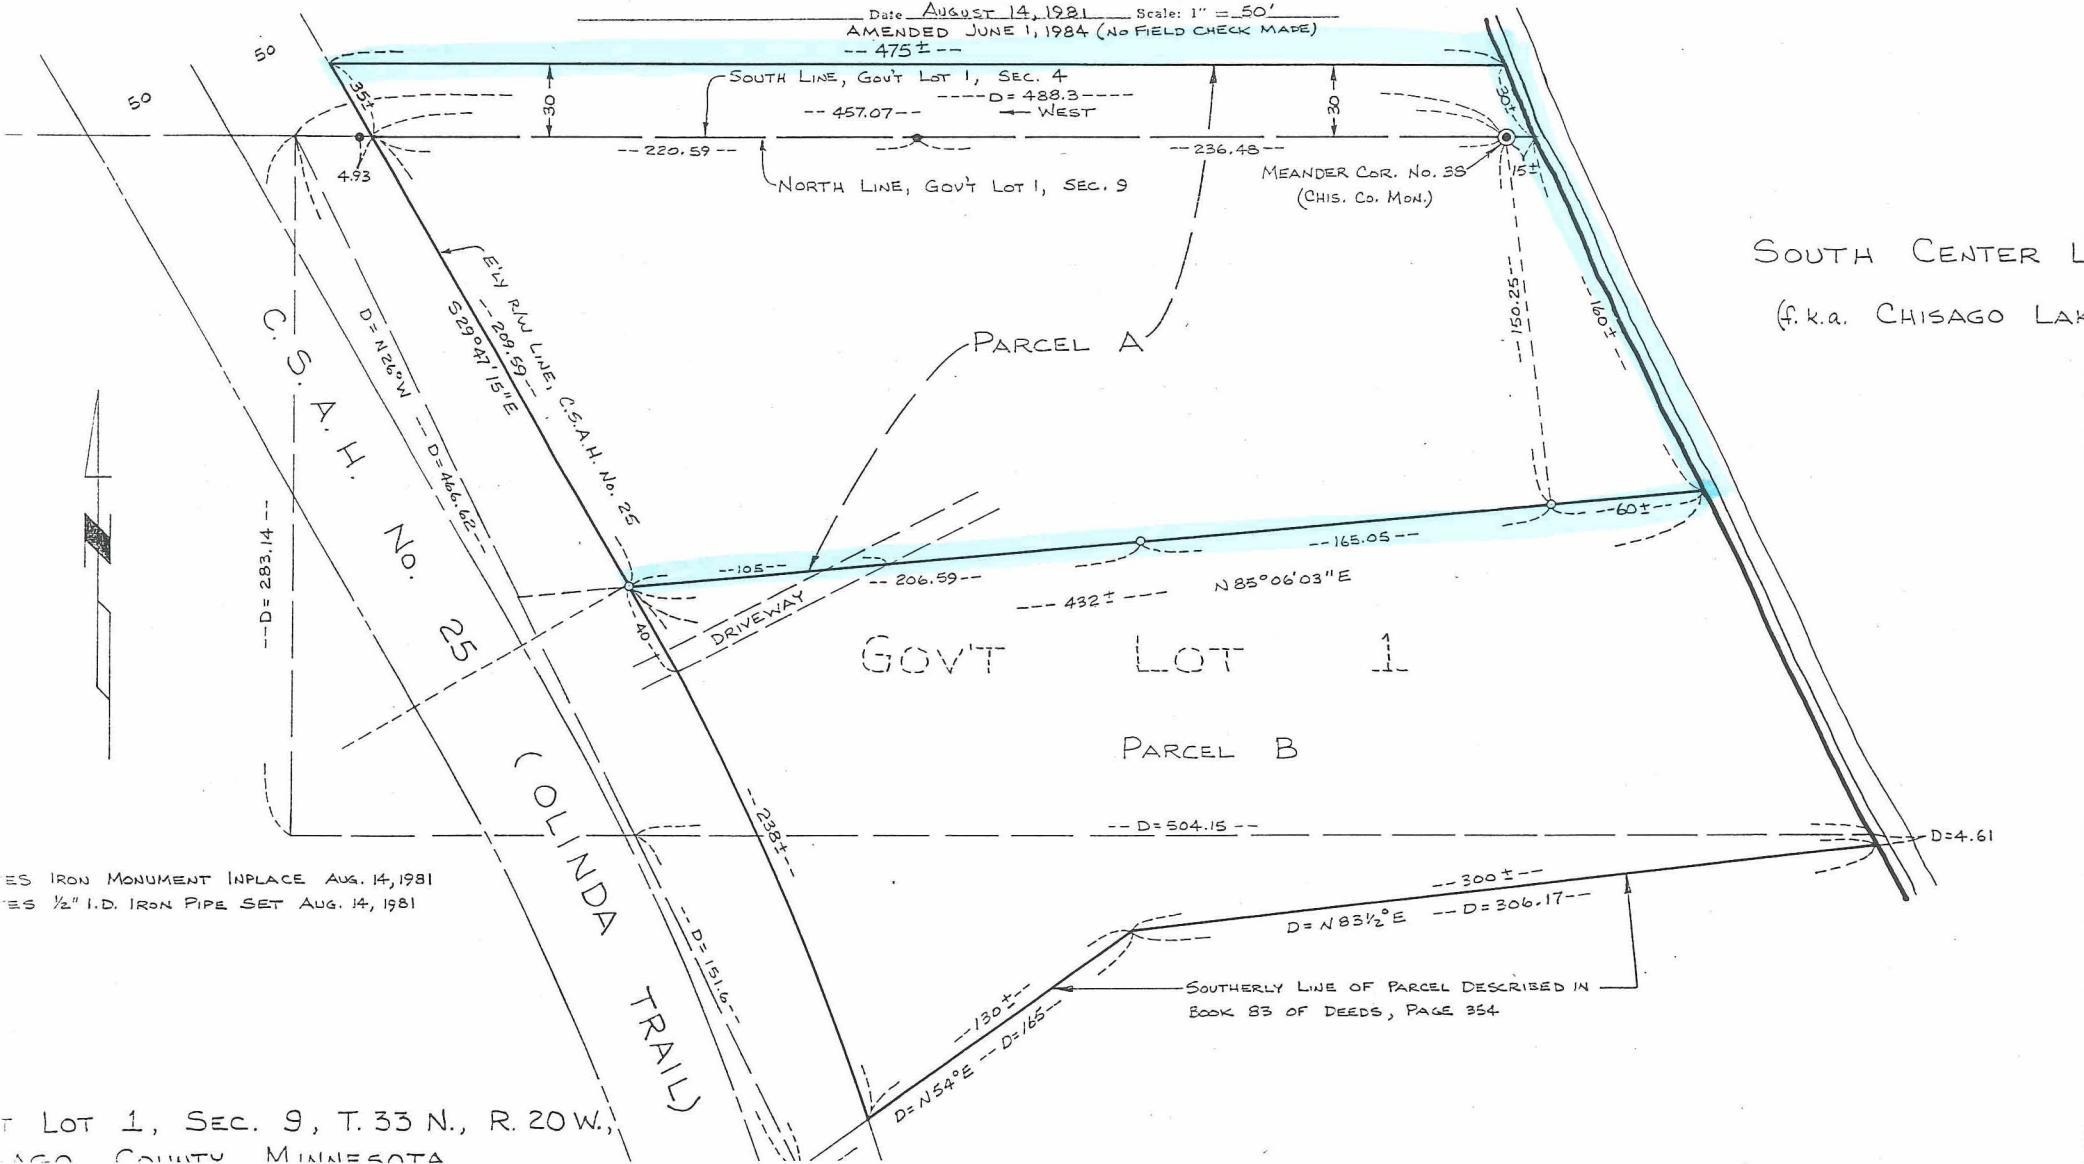 Date August 14, 1981 Scale: 1" = 50'
AMENDED JUNE 1, 1984 (NO FIELD CHECK MADE)
50
50
-- 475± --
35±
30
SOUTH LINE, GOV'T LOT 1, SEC. 4
----D=488.3----
-- 457.07-- ← WEST
30
30±
4.93
--220.59--
--236.48--
NORTH LINE, GOV'T LOT 1, SEC. 9
MEANDER COR. NO. 38
(CHIS. CO. MON.)
15±
SOUTH CENTER L
(f.k.a. CHISAGO LAK
E'LY R/W LINE, C.S.A.H. No. 25
-- 209.59 --
S29°47'15"E
D=N26°W -- D=466.62--
C. S. A. H. No. 25
PARCEL A
---150.25---
--160±---
--D=283.14--
--105--
-- 206.59--
--165.05--
--60±--
--- 432± ---
N85°06'03"E
40
DRIVEWAY
GOV'T LOT 1
PARCEL B
(OLINDA TRAIL)
--238±--
-- D=504.15 --
D=4.61
ES IRON MONUMENT INPLACE AUG. 14, 1981
ES 1/2" I.D. IRON PIPE SET AUG. 14, 1981
--300±--
D=N83½°E -- D=306.17--
--D=151.6--
SOUTHERLY LINE OF PARCEL DESCRIBED IN
BOOK 83 OF DEEDS, PAGE 354
--130±--
D=N54°E -- D=165--
T LOT 1, SEC. 9, T. 33 N., R. 20 W.,
AGO COUNTY MINNESOTA